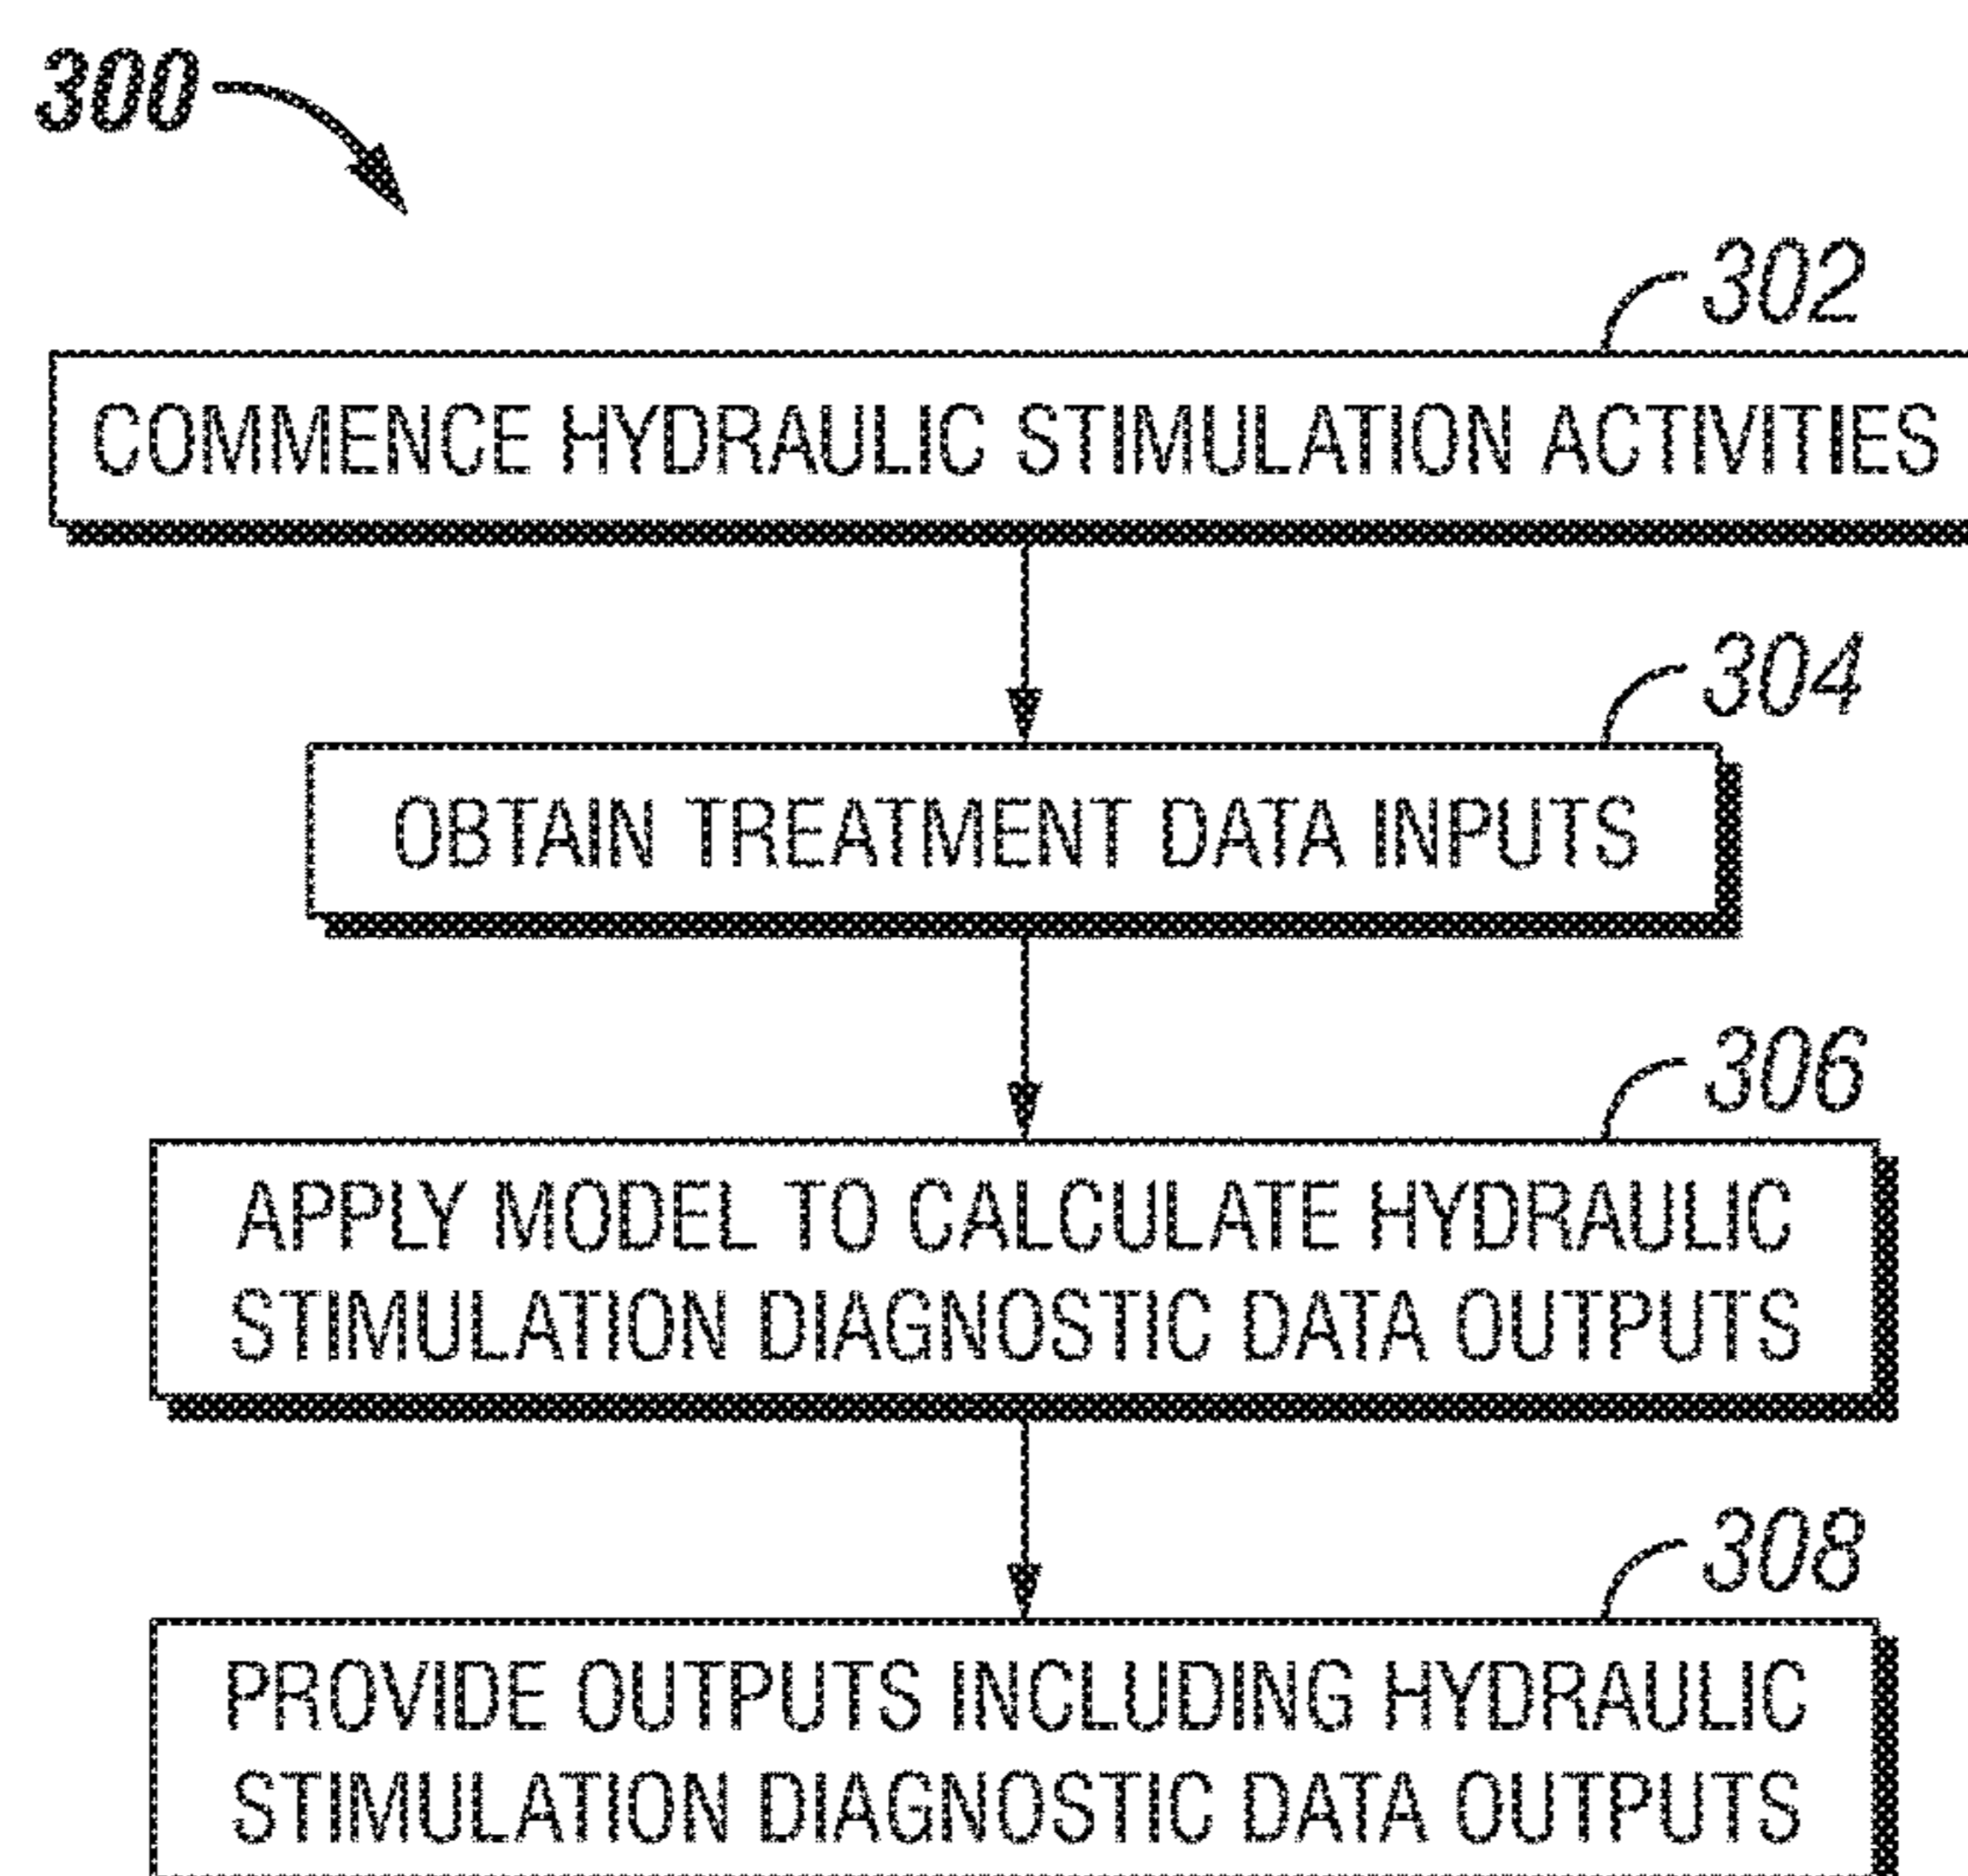 300
302
COMMENCE HYDRAULIC STIMULATION ACTIVITIES
304
OBTAIN TREATMENT DATA INPUTS
306
APPLY MODEL TO CALCULATE HYDRAULIC
STIMULATION DIAGNOSTIC DATA OUTPUTS
308
PROVIDE OUTPUTS INCLUDING HYDRAULIC
STIMULATION DIAGNOSTIC DATA OUTPUTS